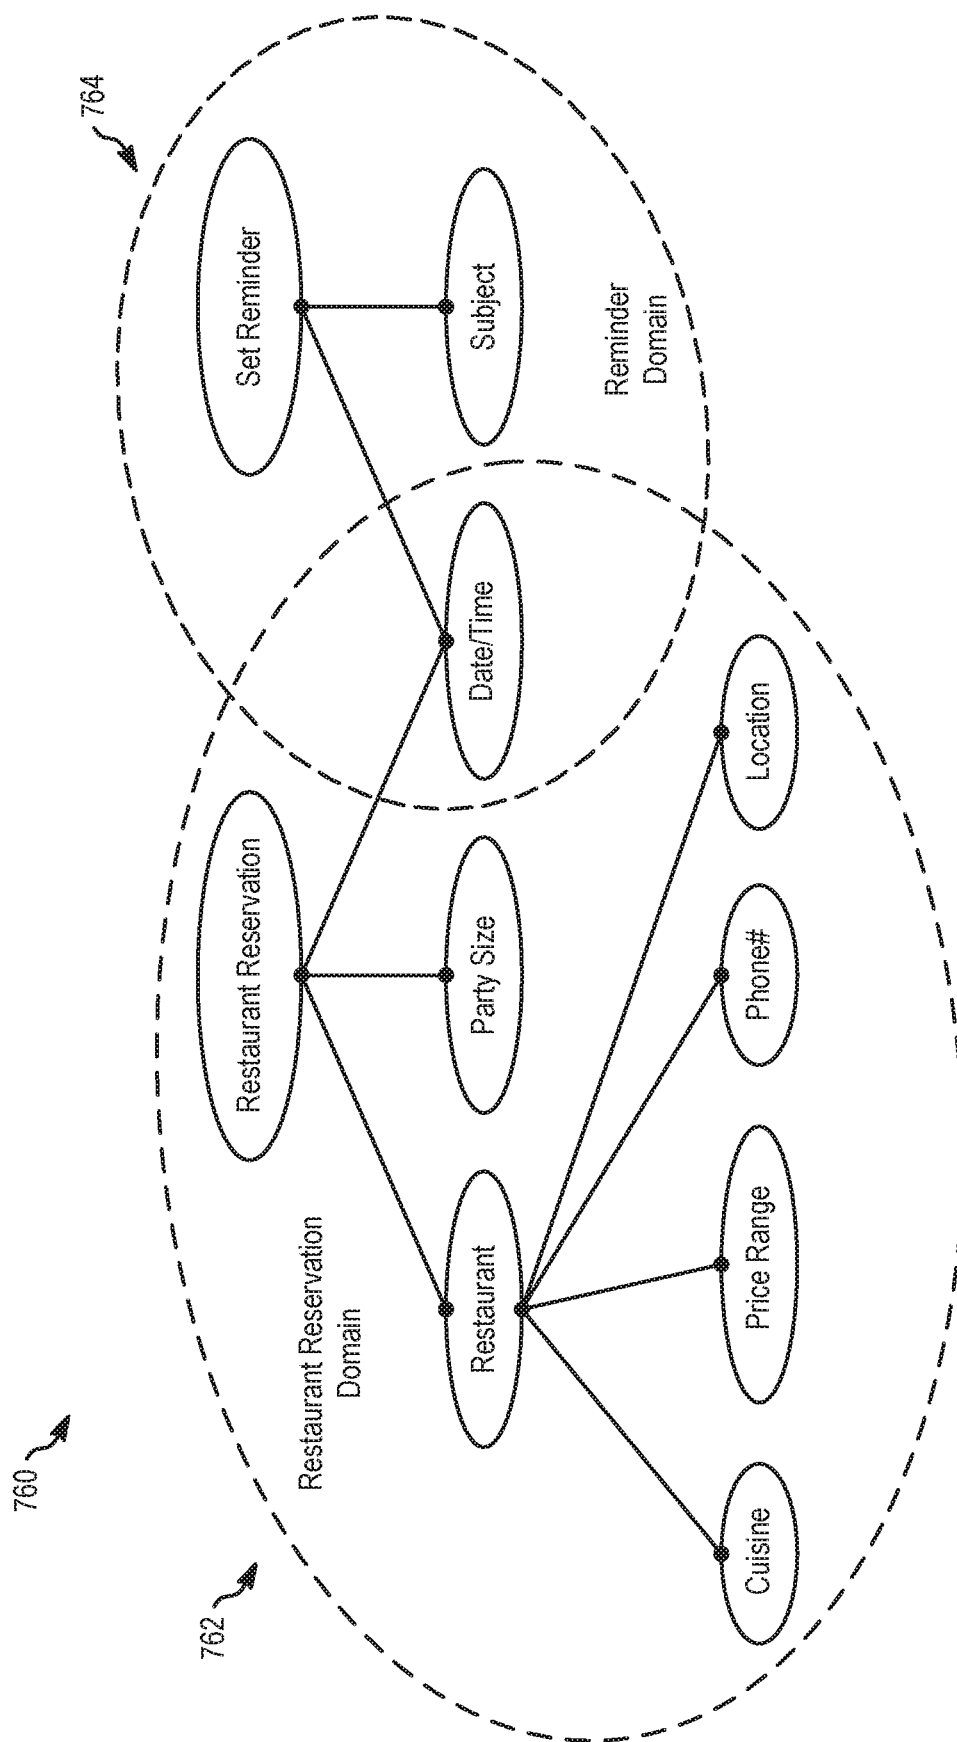 760
762
764
Restaurant Reservation
Set Reminder
Restaurant Reservation
Domain
Restaurant
Party Size
Date/Time
Subject
Reminder
Domain
Cuisine
Price Range
Phone#
Location